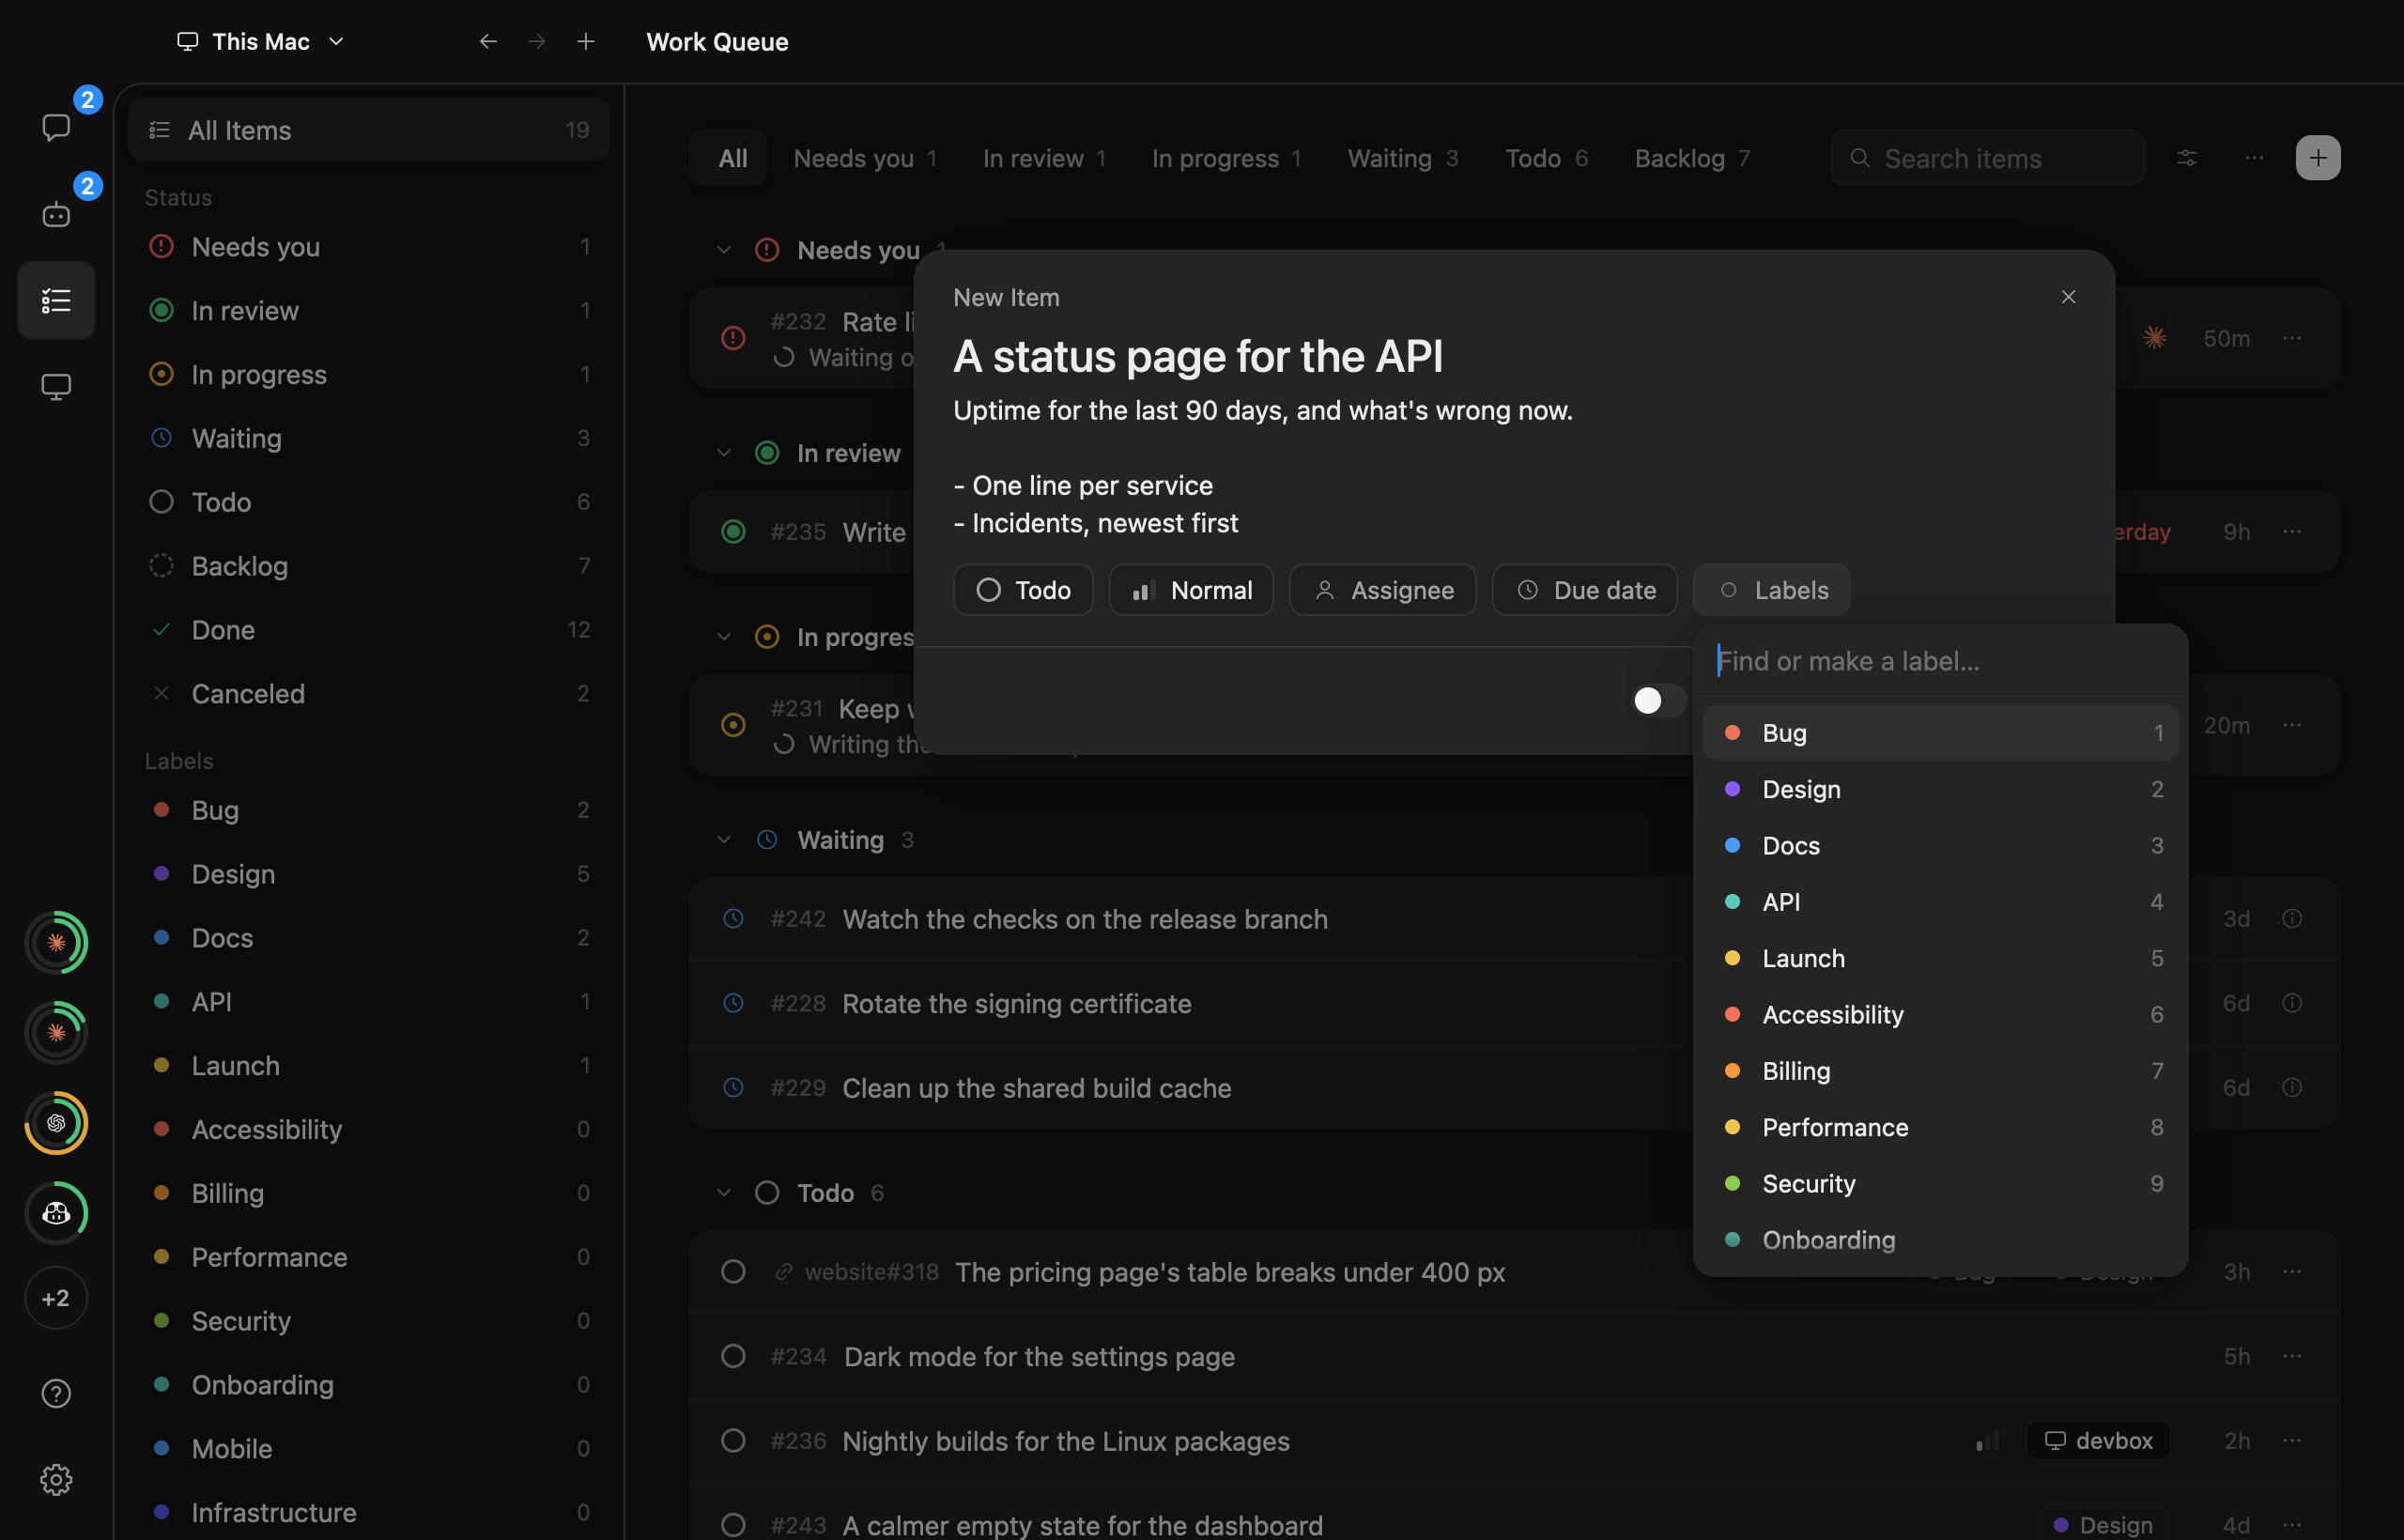 This Mac
Work Queue
2
2
All Items 19
Status
Needs you 1
In review 1
In progress 1
Waiting 3
Todo 6
Backlog 7
Done 12
Canceled 2
Labels
Bug 2
Design 5
Docs 2
API 1
Launch 1
Accessibility 0
Billing 0
Performance 0
Security 0
Onboarding 0
Mobile 0
Infrastructure 0
+2
All Needs you 1 In review 1 In progress 1 Waiting 3 Todo 6 Backlog 7 Search items
Needs you 1
#232 Rate
Waiting
50m
In review
#235 Write
9h
In
#231 Keep
Writing
20m
Waiting 3
#242 Watch the checks on the release branch 3d
#228 Rotate the signing certificate 6d
#229 Clean up the shared build cache 6d
Todo 6
website#318 The pricing page's table breaks under 400 px 3h
#234 Dark mode for the settings page 5h
#236 Nightly builds for the Linux packages devbox 2h
#243 A calmer empty state for the dashboard Design 4d
New Item
A status page for the API
Uptime for the last 90 days, and what's wrong now.
- One line per service
- Incidents, newest first
Todo Normal Assignee Due date Labels
Find or make a label...
Bug 1
Design 2
Docs 3
API 4
Launch 5
Accessibility 6
Billing 7
Performance 8
Security 9
Onboarding